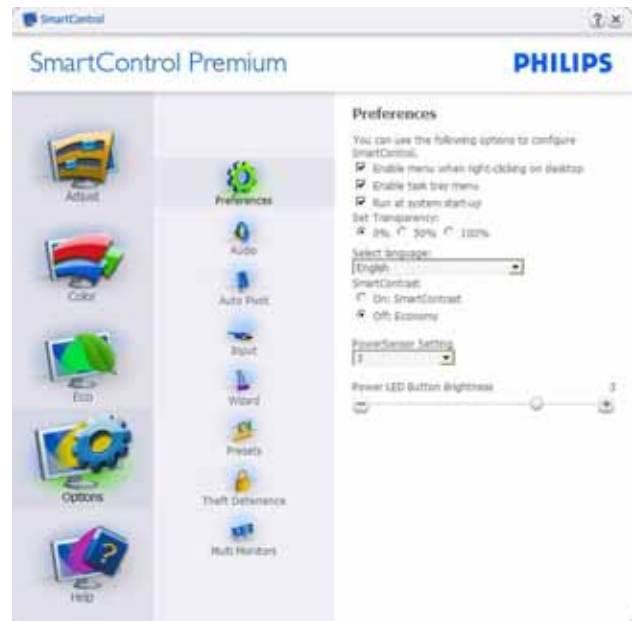 SmartControl
? ×
SmartControl Premium
PHILIPS
Adjust
Color
Eco
Options
Help
Preferences
Audio
Auto Pivot
Input
Wizard
Presets
Theft Deterrence
Multi Monitors
Preferences
You can use the following options to configure
SmartControl.
Enable menu when right-clicking on desktop
Enable task tray menu
Run at system start-up
Set Transparency:
0% 50% 100%
Select language:
English
SmartContrast:
On: SmartContrast
Off: Economy
PowerSensor Setting
3
Power LED Button Brightness 3